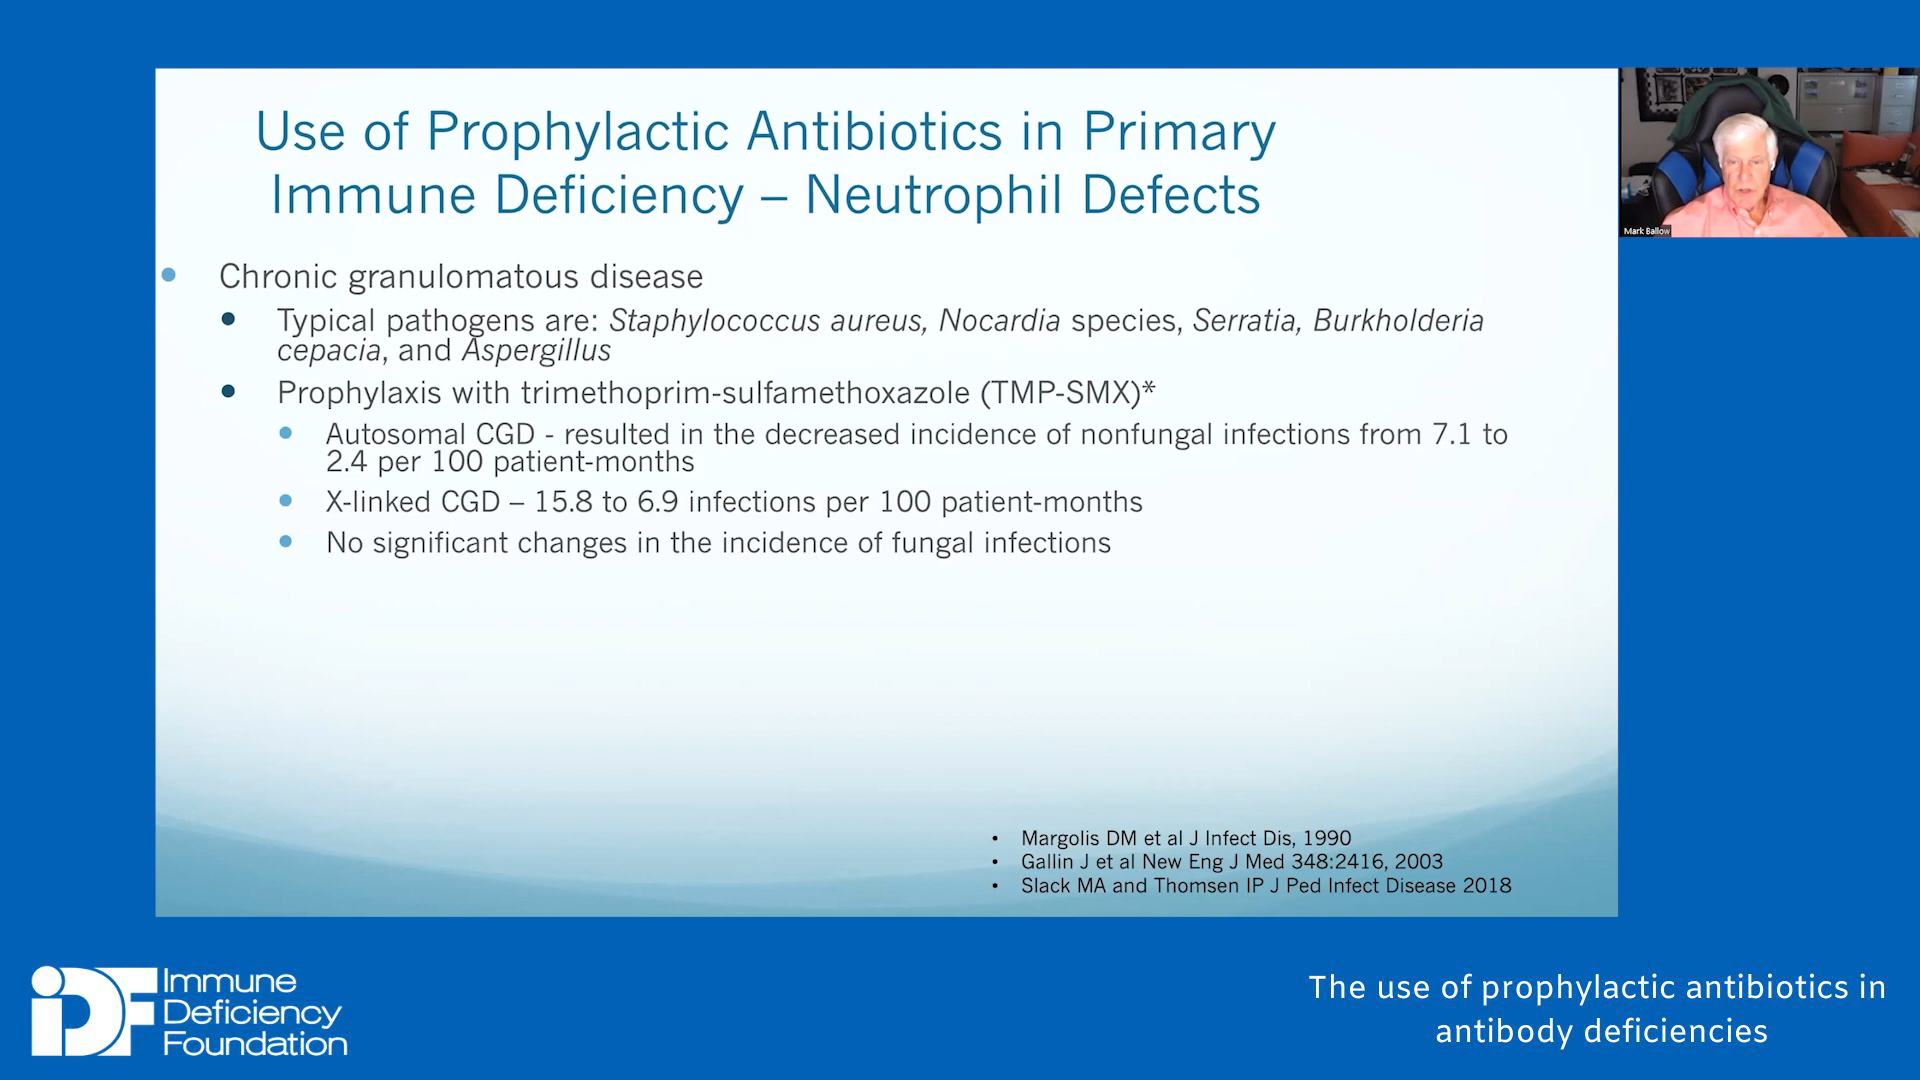 Use of Prophylactic Antibiotics in Primary
Immune Deficiency – Neutrophil Defects
• Chronic granulomatous disease
• Typical pathogens are: Staphylococcus aureus, Nocardia species, Serratia, Burkholderia
cepacia, and Aspergillus
• Prophylaxis with trimethoprim-sulfamethoxazole (TMP-SMX)*
• Autosomal CGD - resulted in the decreased incidence of nonfungal infections from 7.1 to
2.4 per 100 patient-months
• X-linked CGD – 15.8 to 6.9 infections per 100 patient-months
• No significant changes in the incidence of fungal infections
• Margolis DM et al J Infect Dis, 1990
• Gallin J et al New Eng J Med 348:2416, 2003
• Slack MA and Thomsen IP J Ped Infect Disease 2018
Mark Ballow
iDF
Immune
Deficiency
Foundation
The use of prophylactic antibiotics in
antibody deficiencies